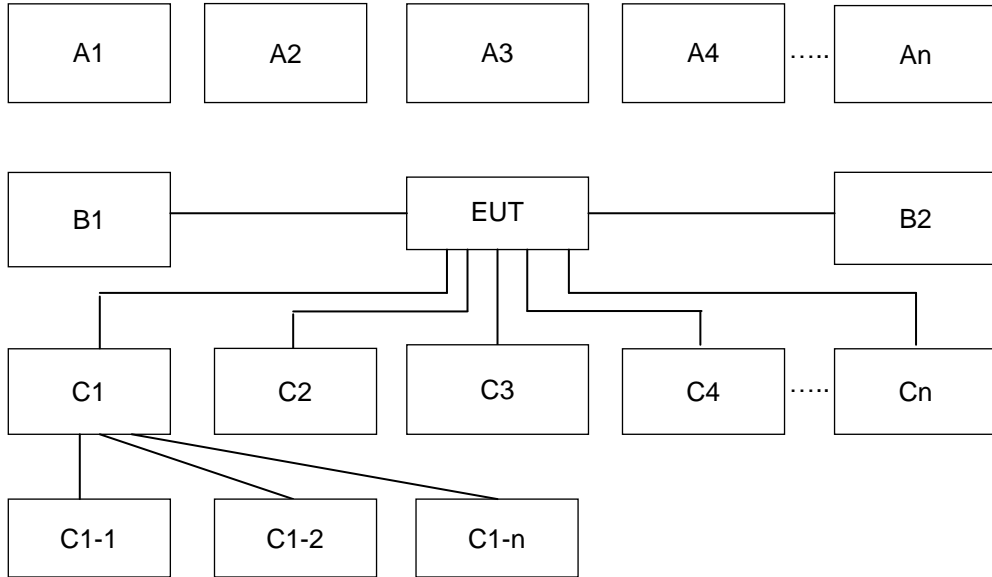 A1 A2 A3 A4 ..... An
B1 EUT B2
C1 C2 C3 C4 ..... Cn
C1-1 C1-2 C1-n